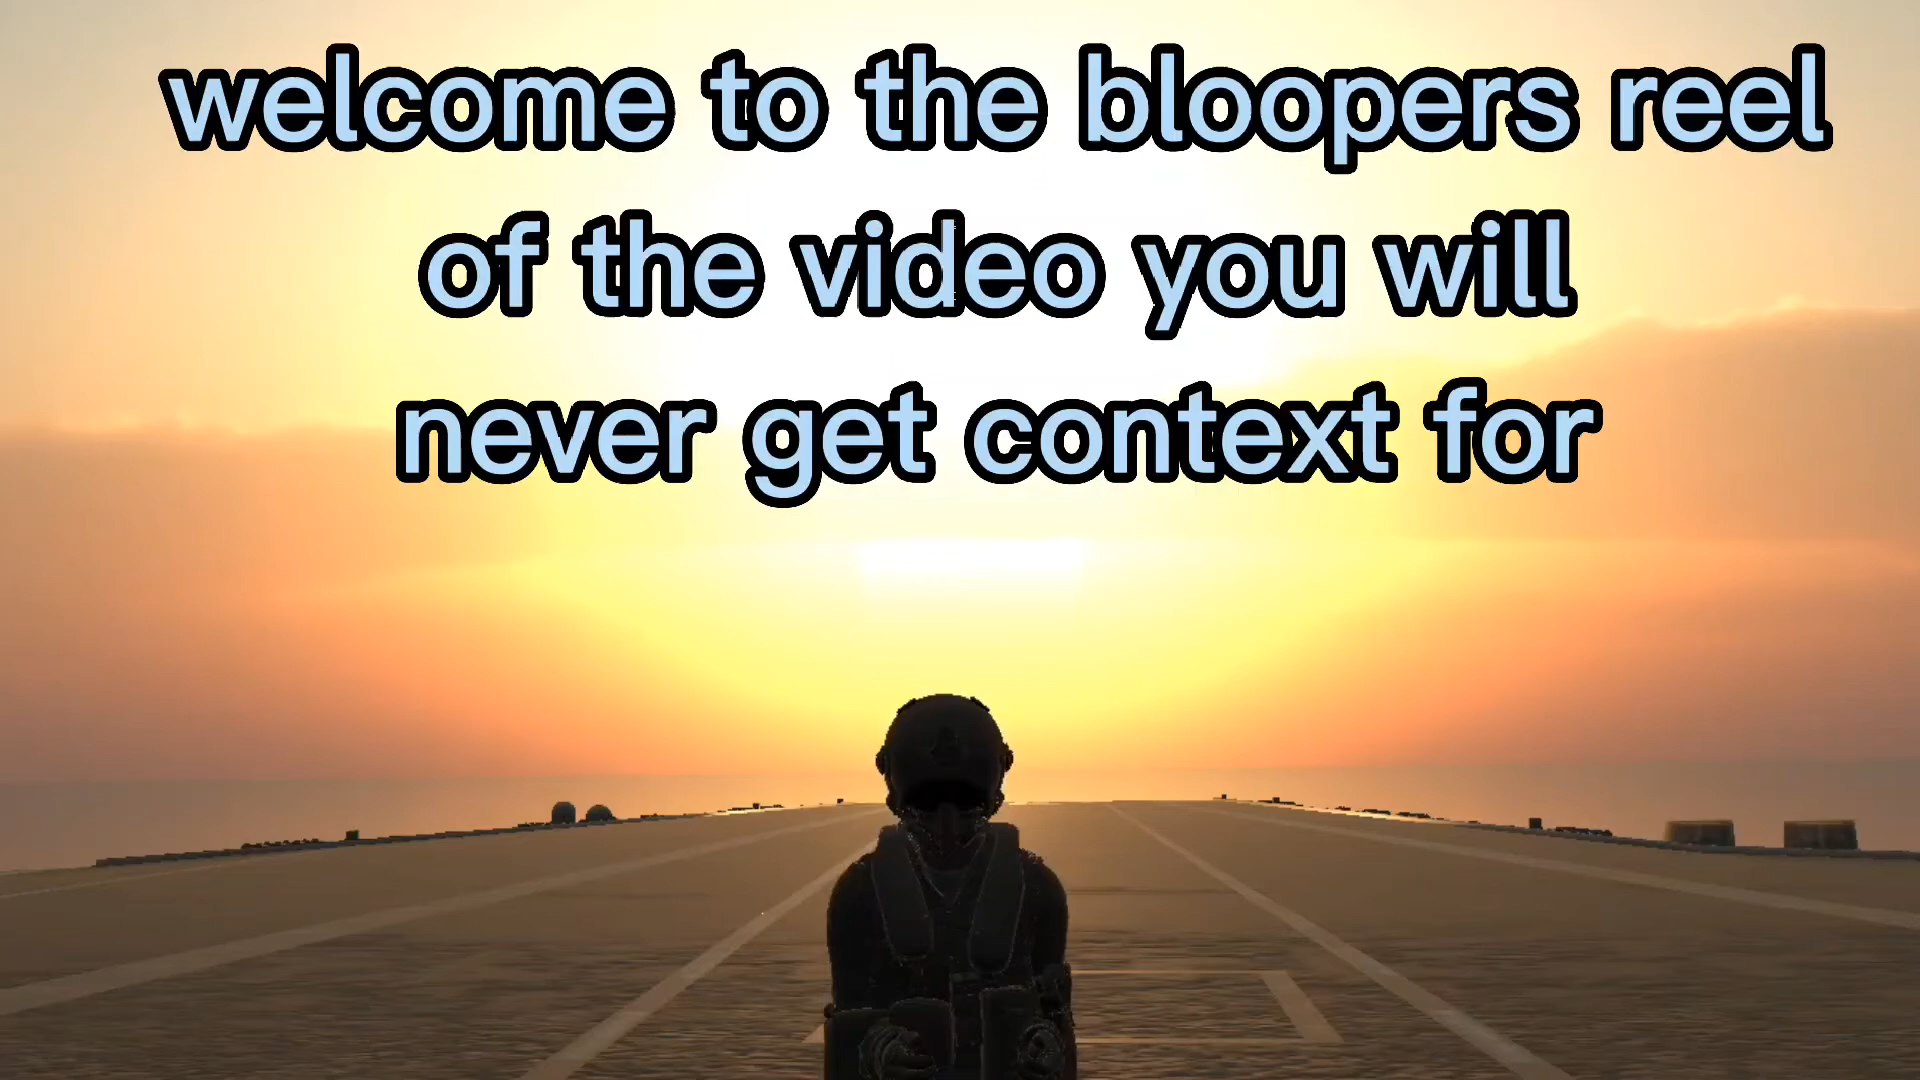 welcome to the bloopers reel
of the video you will
never get context for